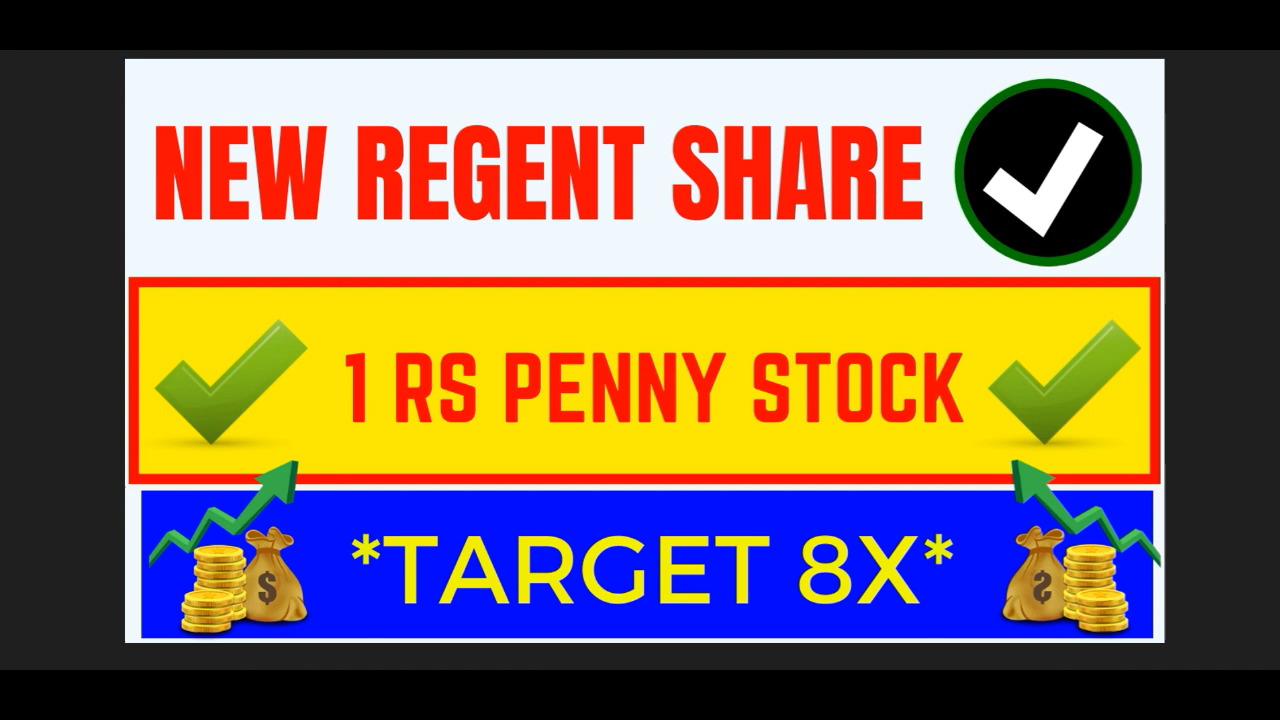 NEW REGENT SHARE
1 RS PENNY STOCK
*TARGET 8X*
$ $